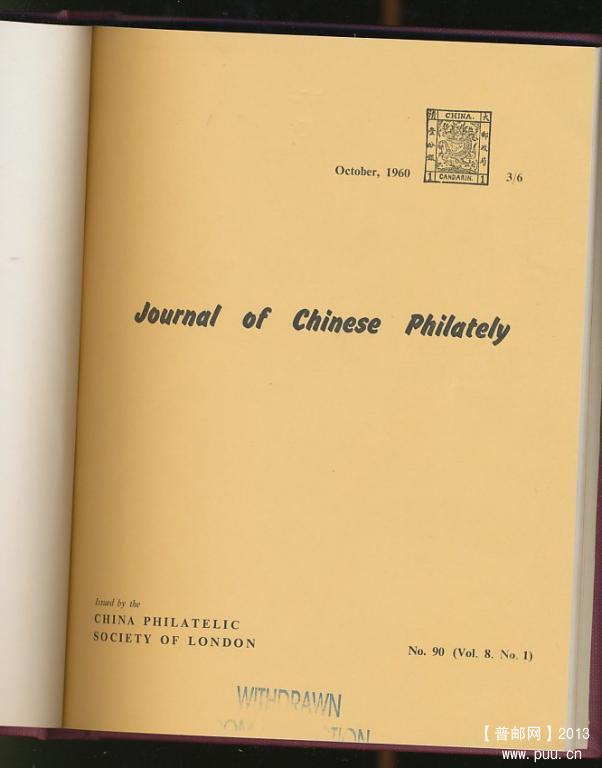 October, 1960
CHINA.
大清
郵政局
壹分銀
1 CANDARIN. 1
3/6
Journal of Chinese Philately
Issued by the
CHINA PHILATELIC
SOCIETY OF LONDON
No. 90 (Vol. 8. No. 1)
WITHDRAWN
【普邮网】2013
www.puu.cn